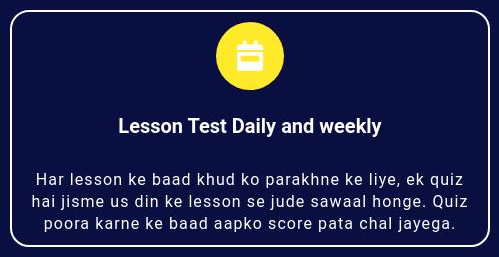 Lesson Test Daily and weekly
Har lesson ke baad khud ko parakhne ke liye, ek quiz
hai jisme us din ke lesson se jude sawaal honge. Quiz
poora karne ke baad aapko score pata chal jayega.